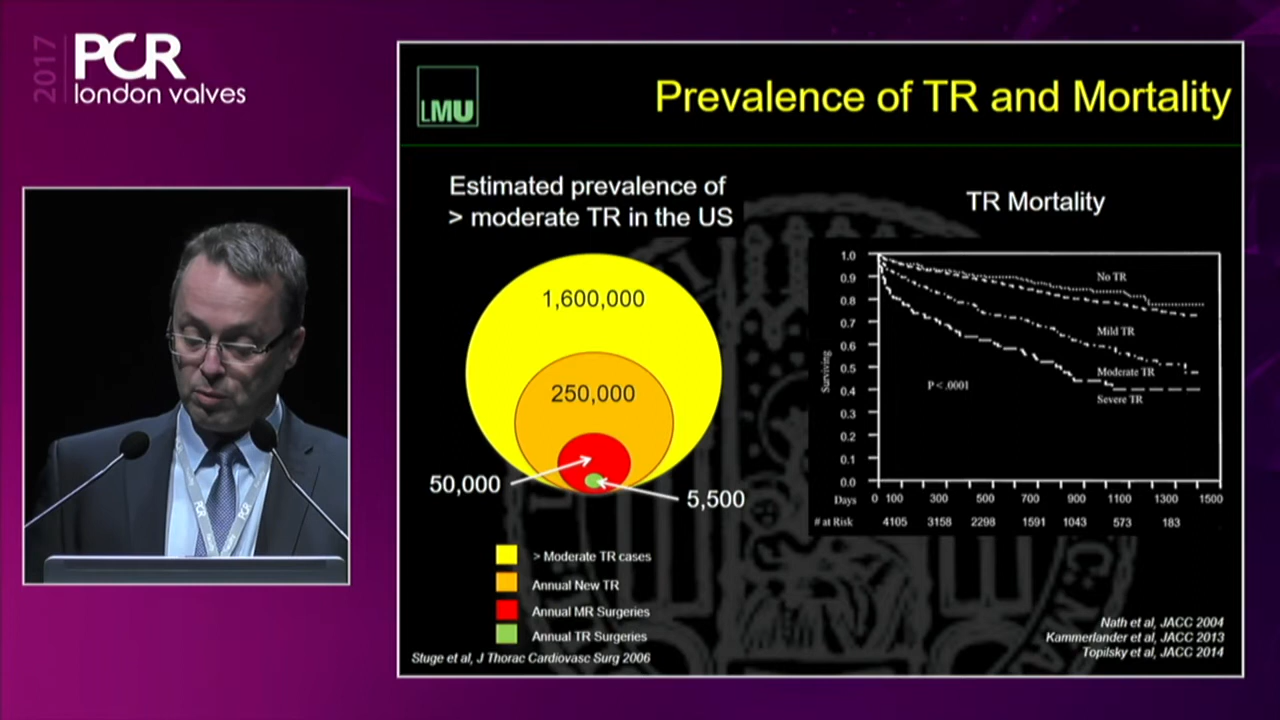 2017
PCR
london valves
LMU
Prevalence of TR and Mortality
Estimated prevalence of
> moderate TR in the US
1,600,000
250,000
50,000
5,500
> Moderate TR cases
Annual New TR
Annual MR Surgeries
Annual TR Surgeries
Stuge et al, J Thorac Cardiovasc Surg 2006
TR Mortality
1.0
0.9
0.8
0.7
0.6
0.5
0.4
0.3
0.2
0.1
0.0
Surviving
No TR
Mild TR
Moderate TR
Severe TR
P < .0001
Days 0 100 300 500 700 900 1100 1300 1500
# at Risk 4105 3158 2298 1591 1043 573 183
Nath et al, JACC 2004
Kammerlander et al, JACC 2013
Topilsky et al, JACC 2014
PCR
PCR